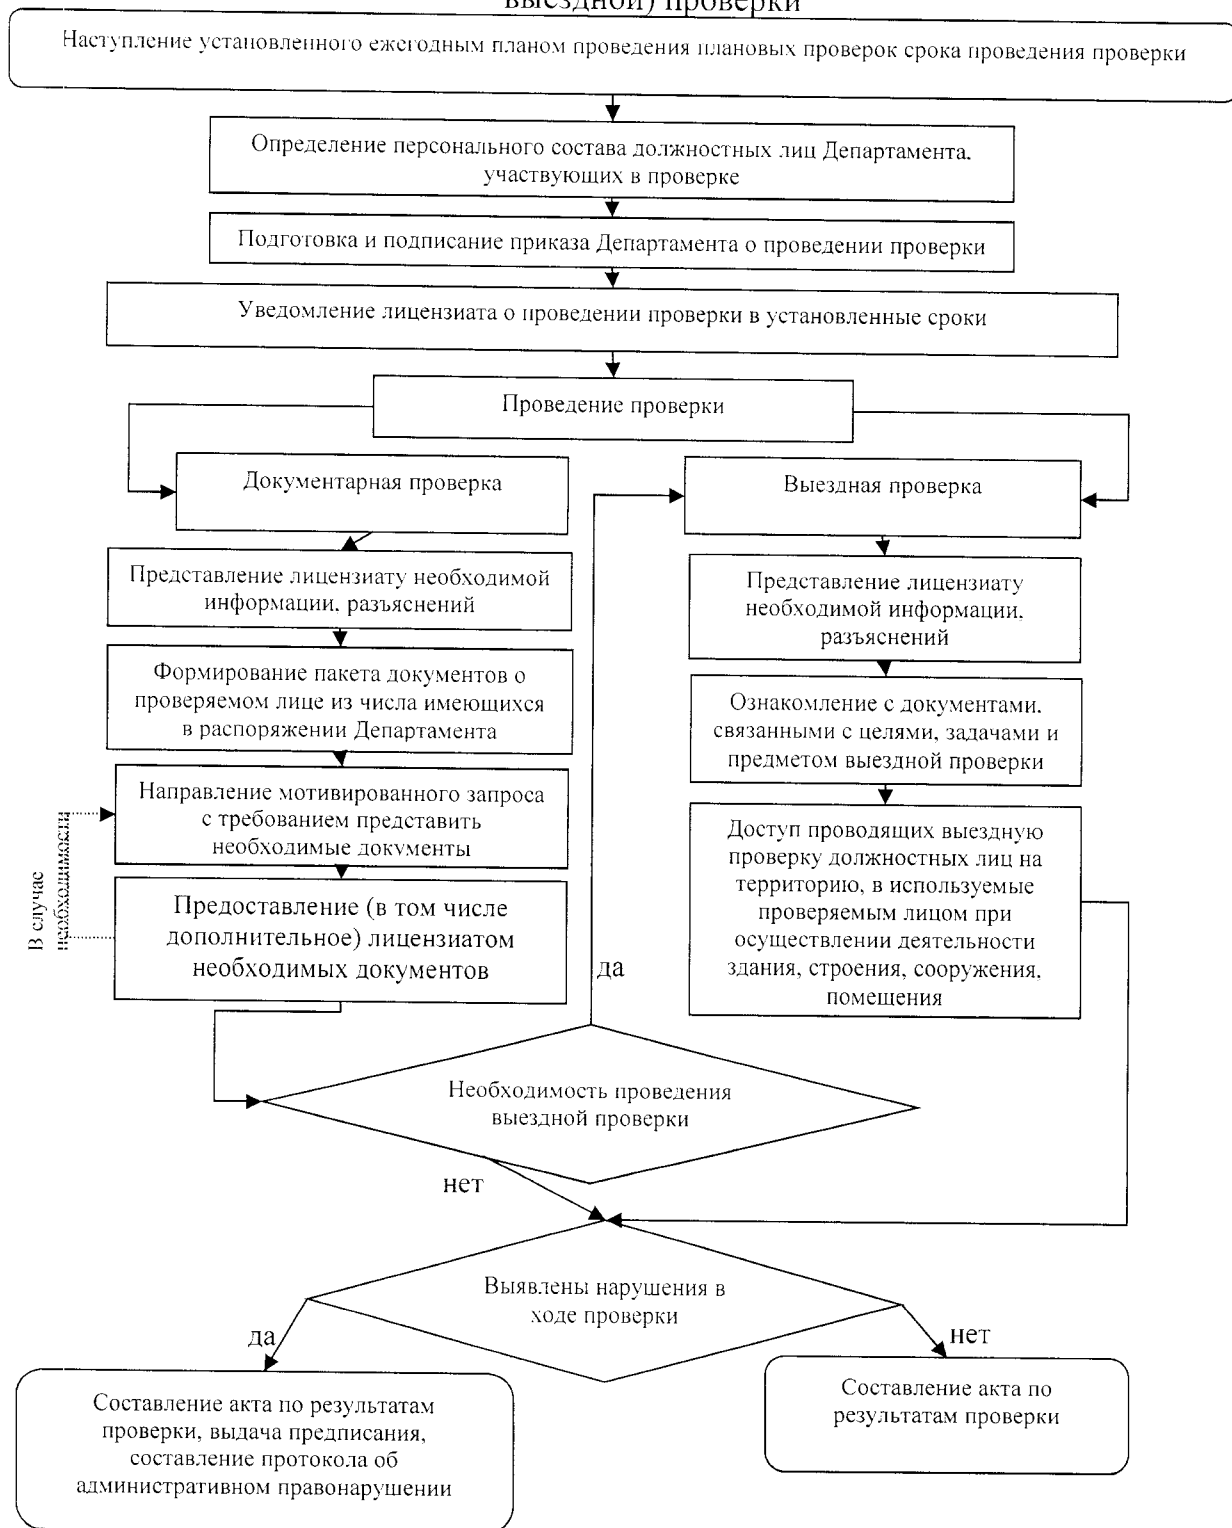 выездной) проверки
Наступление установленного ежегодным планом проведения плановых проверок срока проведения проверки
Определение персонального состава должностных лиц Департамента,
участвующих в проверке
Подготовка и подписание приказа Департамента о проведении проверки
Уведомление лицензиата о проведении проверки в установленные сроки
Проведение проверки
Документарная проверка
Представление лицензиату необходимой
информации, разъяснений
Формирование пакета документов о
проверяемом лице из числа имеющихся
в распоряжении Департамента
Направление мотивированного запроса
с требованием представить
необходимые документы
В случае
необходимости
Предоставление (в том числе
дополнительное) лицензиатом
необходимых документов
Выездная проверка
Представление лицензиату
необходимой информации,
разъяснений
Ознакомление с документами,
связанными с целями, задачами и
предметом выездной проверки
Доступ проводящих выездную
проверку должностных лиц на
территорию, в используемые
проверяемым лицом при
осуществлении деятельности
здания, строения, сооружения,
помещения
да
Необходимость проведения
выездной проверки
нет
Выявлены нарушения в
ходе проверки
да
нет
Составление акта по результатам
проверки, выдача предписания,
составление протокола об
административном правонарушении
Составление акта по
результатам проверки